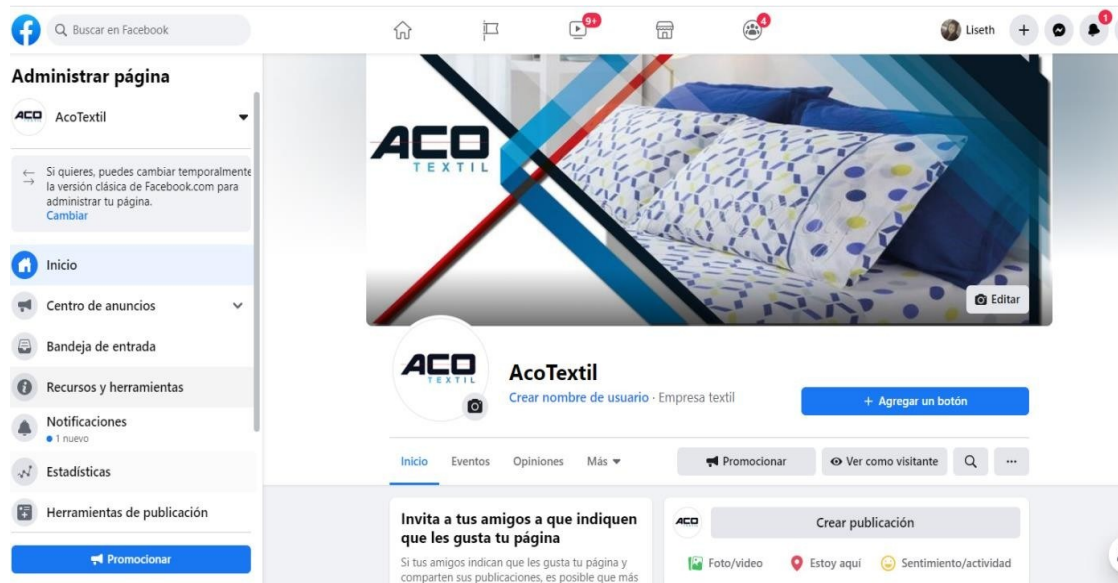 Buscar en Facebook
9+
4
Liseth
1
Administrar página
AcoTextil
Si quieres, puedes cambiar temporalmente
la versión clásica de Facebook.com para
administrar tu página.
Cambiar
Inicio
Centro de anuncios
Bandeja de entrada
Recursos y herramientas
Notificaciones
1 nuevo
Estadísticas
Herramientas de publicación
Promocionar
ACO
TEXTIL
Editar
ACO
TEXTIL
AcoTextil
Crear nombre de usuario · Empresa textil
+ Agregar un botón
Inicio Eventos Opiniones Más
Promocionar
Ver como visitante
Invita a tus amigos a que indiquen
que les gusta tu página
Si tus amigos indican que les gusta tu página y
comparten sus publicaciones, es posible que más
ACO
Crear publicación
Foto/video Estoy aquí Sentimiento/actividad